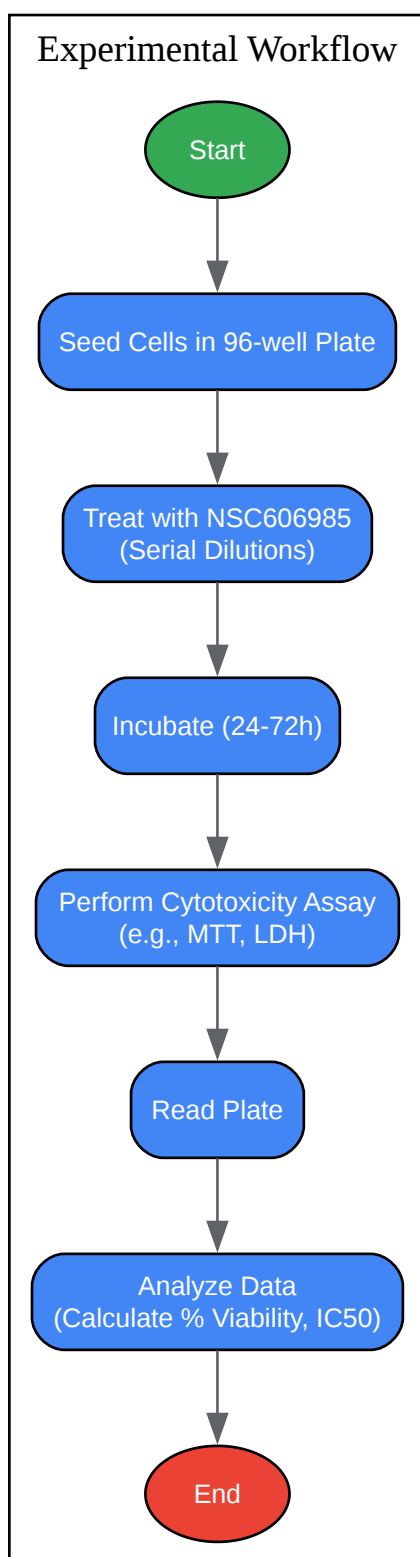 Experimental Workflow
Start
Seed Cells in 96-well Plate
Treat with NSC606985
(Serial Dilutions)
Incubate (24-72h)
Perform Cytotoxicity Assay
(e.g., MTT, LDH)
Read Plate
Analyze Data
(Calculate % Viability, IC50)
End